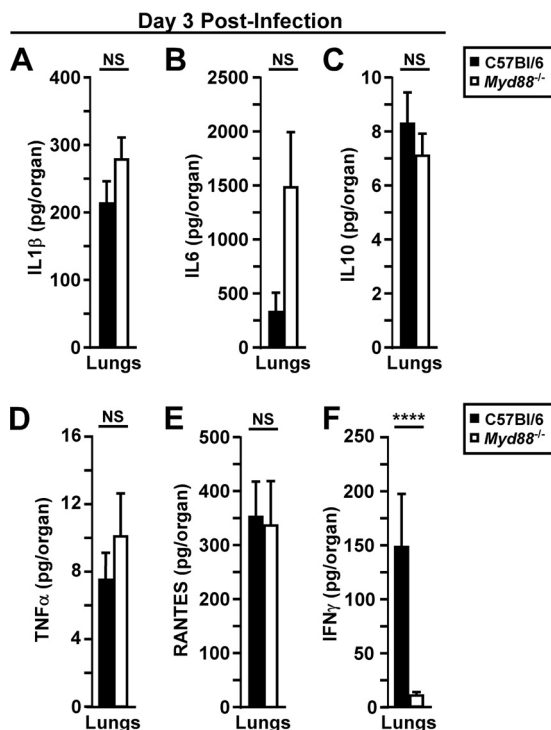 Day 3 Post-Infection
A
NS
IL1β (pg/organ)
400
300
200
100
0
Lungs
B
NS
IL6 (pg/organ)
2500
2000
1500
1000
500
0
Lungs
C
NS
IL10 (pg/organ)
10
8
6
4
2
0
Lungs
C57Bl/6
Myd88-/-
D
NS
TNFα (pg/organ)
16
12
8
4
0
Lungs
E
NS
RANTES (pg/organ)
500
400
300
200
100
0
Lungs
F
****
IFNγ (pg/organ)
250
200
150
100
50
0
Lungs
C57Bl/6
Myd88-/-